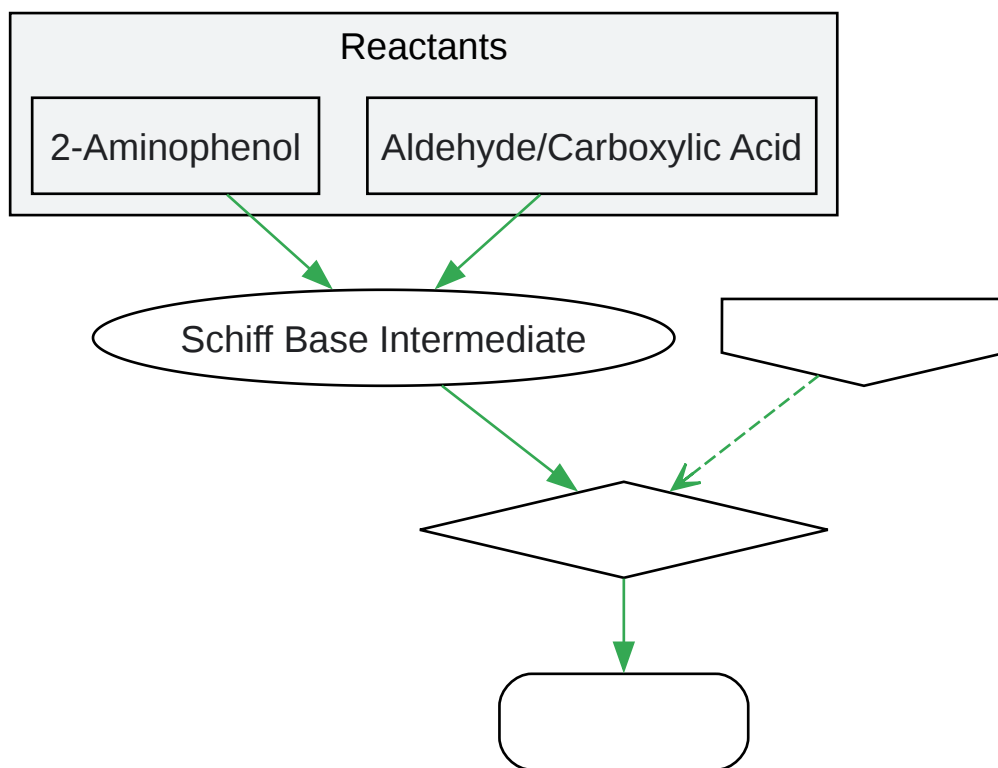 Reactants
2-Aminophenol
Aldehyde/Carboxylic Acid
Schiff Base Intermediate